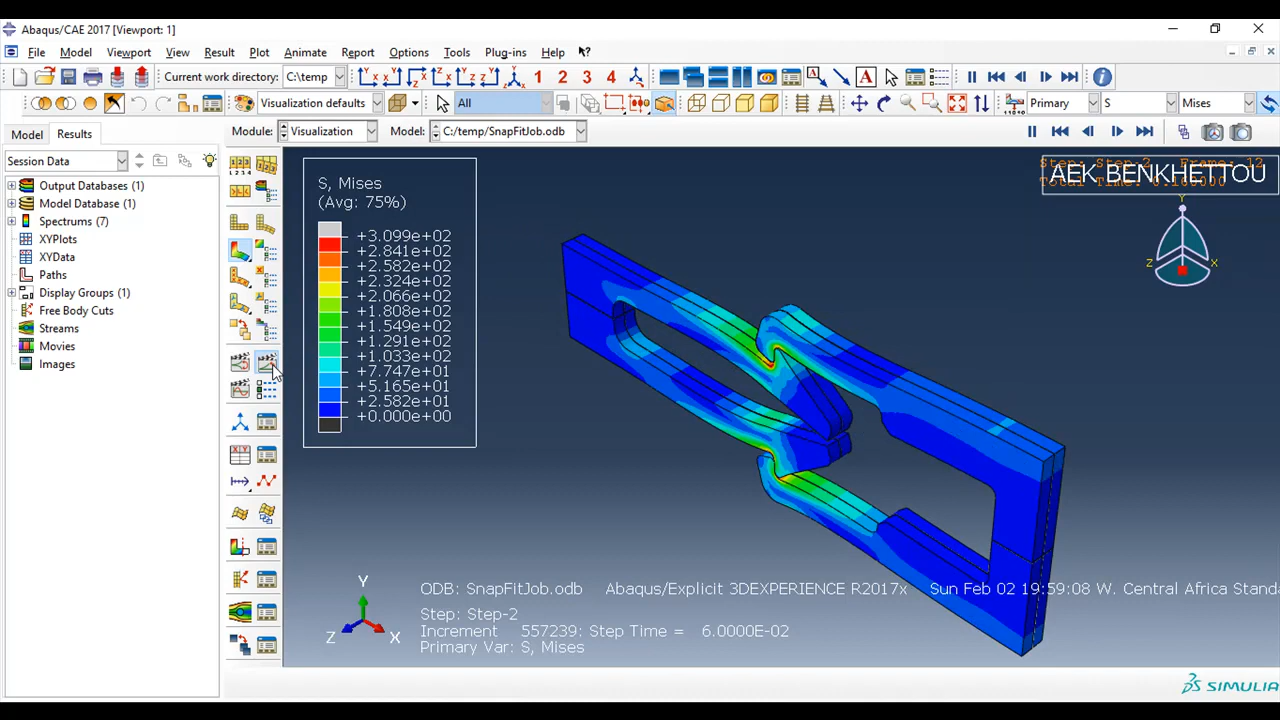 Abaqus/CAE 2017 [Viewport: 1]
File Model Viewport View Result Plot Animate Report Options Tools Plug-ins Help
Current work directory: C:\temp
1 2 3 4
Visualization defaults
All
Primary
S
Mises
Model Results
Module: Visualization Model: C:/temp/SnapFitJob.odb
Session Data
Output Databases (1)
Model Database (1)
Spectrums (7)
XYPlots
XYData
Paths
Display Groups (1)
Free Body Cuts
Streams
Movies
Images
S, Mises
(Avg: 75%)
+3.099e+02
+2.841e+02
+2.582e+02
+2.324e+02
+2.066e+02
+1.808e+02
+1.549e+02
+1.291e+02
+1.033e+02
+7.747e+01
+5.165e+01
+2.582e+01
+0.000e+00
Step: Step-2 Frame: 12
AEK BENKHETTOU
Y
Z X
ODB: SnapFitJob.odb Abaqus/Explicit 3DEXPERIENCE R2017x Sun Feb 02 19:59:08 W- Central Africa Standa
Step: Step-2
Increment 557239: Step Time = 6.0000E-02
Primary Var: S, Mises
Y
Z X
SIMULIA